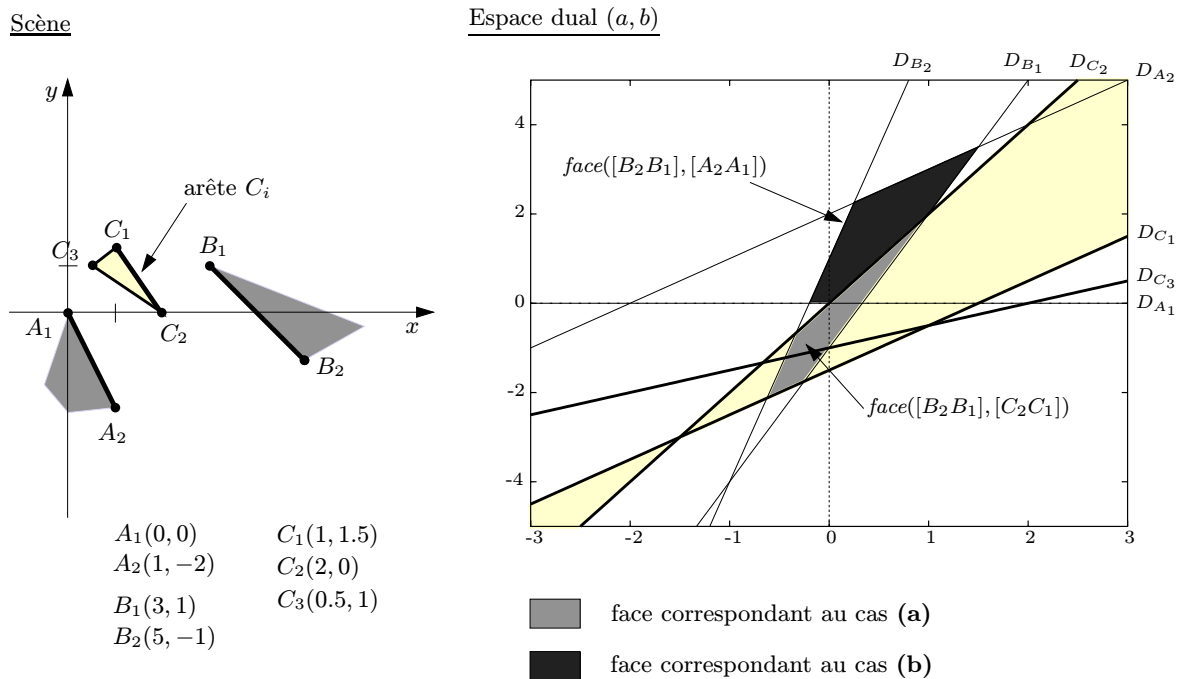 Scène
Espace dual (a, b)
y
arête C_i
C_1
C_3
B_1
A_1
C_2
x
B_2
A_2
A_1(0, 0)
A_2(1, −2)
B_1(3, 1)
B_2(5, −1)
C_1(1, 1.5)
C_2(2, 0)
C_3(0.5, 1)
D_{B_2}
D_{B_1}
D_{C_2}
D_{A_2}
4
face([B_2B_1], [A_2A_1])
2
D_{C_1}
D_{C_3}
0
D_{A_1}
-2
face([B_2B_1], [C_2C_1])
-4
-3
-2
-1
0
1
2
3
face correspondant au cas (a)
face correspondant au cas (b)